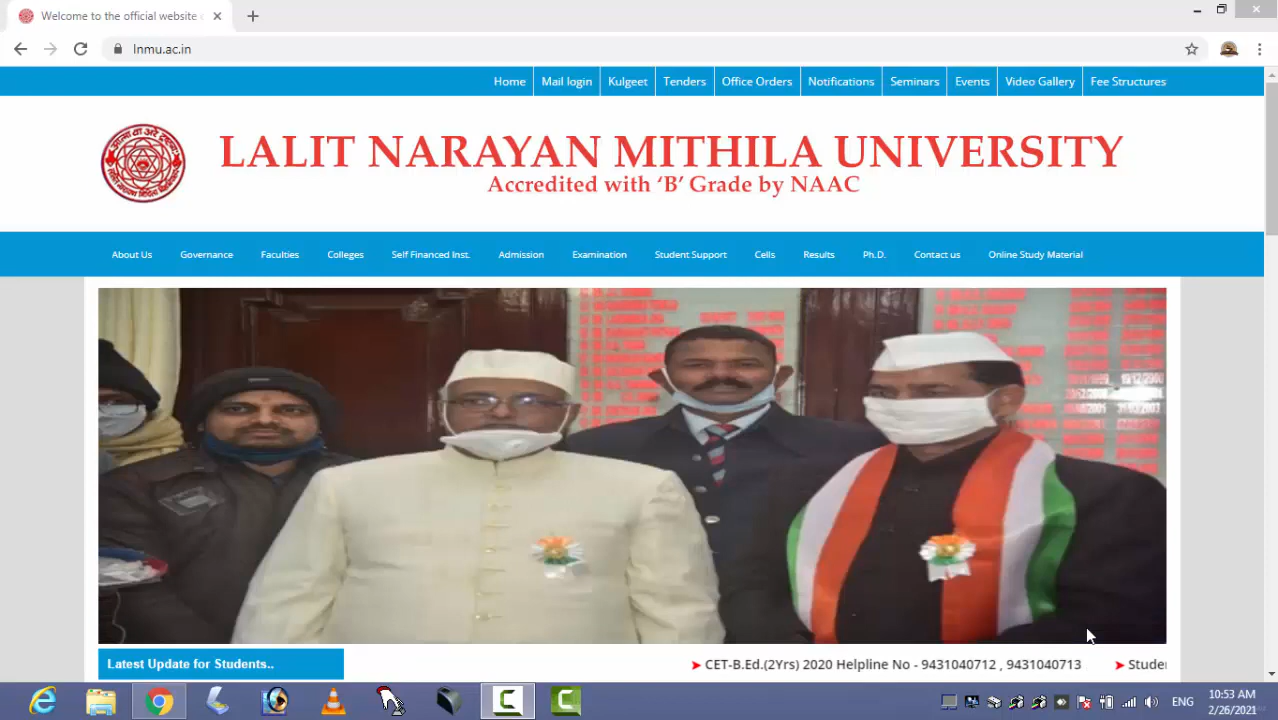 Welcome to the official website
lnmu.ac.in
Home Mail login Kulgeet Tenders Office Orders Notifications Seminars Events Video Gallery Fee Structures
LALIT NARAYAN MITHILA UNIVERSITY
Accredited with ‘B’ Grade by NAAC
About Us Governance Faculties Colleges Self Financed Inst. Admission Examination Student Support Cells Results Ph.D. Contact us Online Study Material
Latest Update for Students.. CET-B.Ed.(2Yrs) 2020 Helpline No - 9431040712 , 9431040713
ENG
10:53 AM
2/26/2021